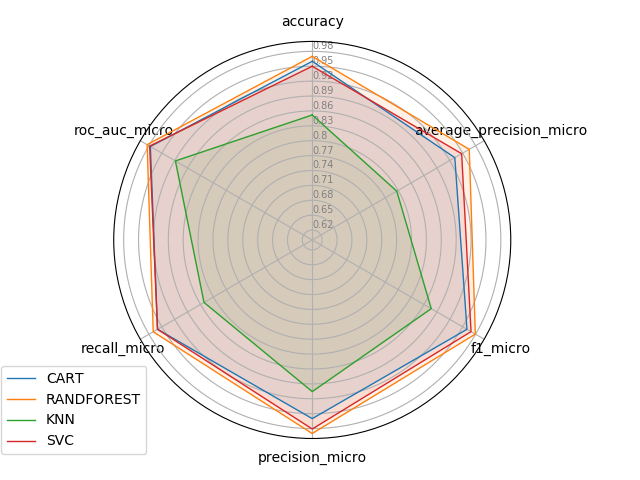 accuracy
0.98
0.95
0.92
0.89
0.86
0.83
0.8
0.77
0.74
0.71
0.68
0.65
0.62
roc_auc_micro
average_precision_micro
recall_micro
f1_micro
precision_micro
CART
RANDFOREST
KNN
SVC